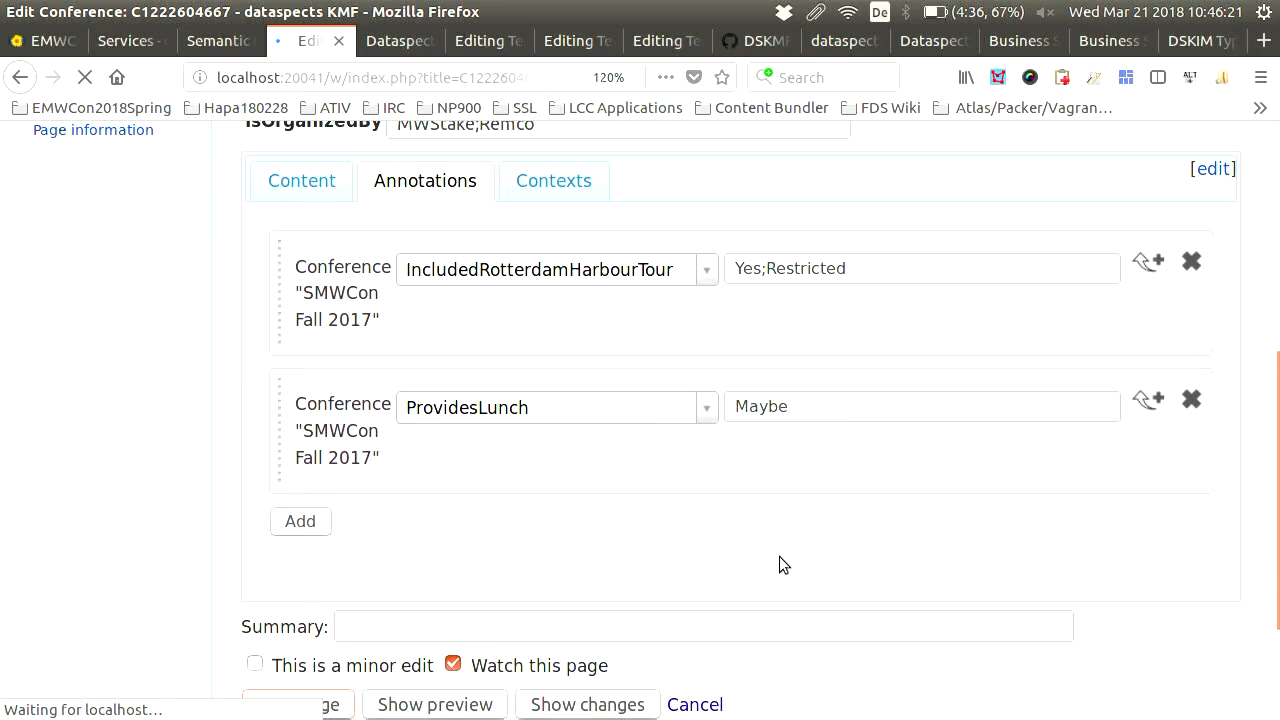 Edit Conference: C1222604667 - dataspects KMF - Mozilla Firefox
De
(4:36, 67%)
Wed Mar 21 2018 10:46:21
EMWC
Services -
Semantic
Edi
Dataspect
Editing Te
Editing Te
Editing Te
DSKMF
dataspect
Dataspect
Business S
Business S
DSKIM Typ
localhost:20041/w/index.php?title=C12226046
120%
Search
ALT
EMWCon2018Spring
Hapa180228
ATIV
IRC
NP900
SSL
LCC Applications
Content Bundler
FDS Wiki
Atlas/Packer/Vagran...
Page information
IsOrganizedBy
MWStake;Remco
Content
Annotations
Contexts
[edit]
Conference
"SMWCon
Fall 2017"
IncludedRotterdamHarbourTour
Yes;Restricted
Conference
"SMWCon
Fall 2017"
ProvidesLunch
Maybe
Add
Summary:
This is a minor edit
Watch this page
ge
Show preview
Show changes
Cancel
Waiting for localhost...